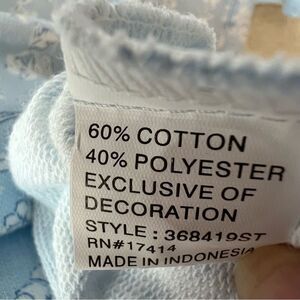 60% COTTON
40% POLYESTER
EXCLUSIVE OF
DECORATION
STYLE : 368419ST
RN#17414
MADE IN INDONESIA